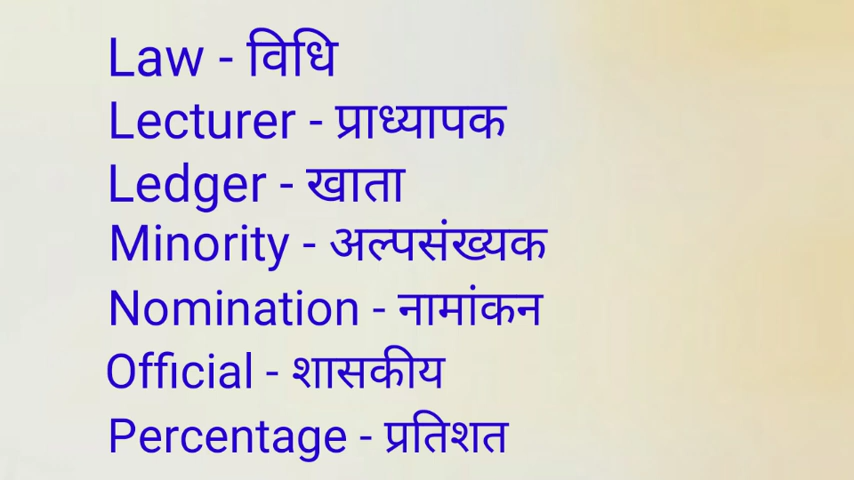 Law - विधि
Lecturer - प्राध्यापक
Ledger - खाता
Minority - अल्पसंख्यक
Nomination - नामांकन
Official - शासकीय
Percentage - प्रतिशत